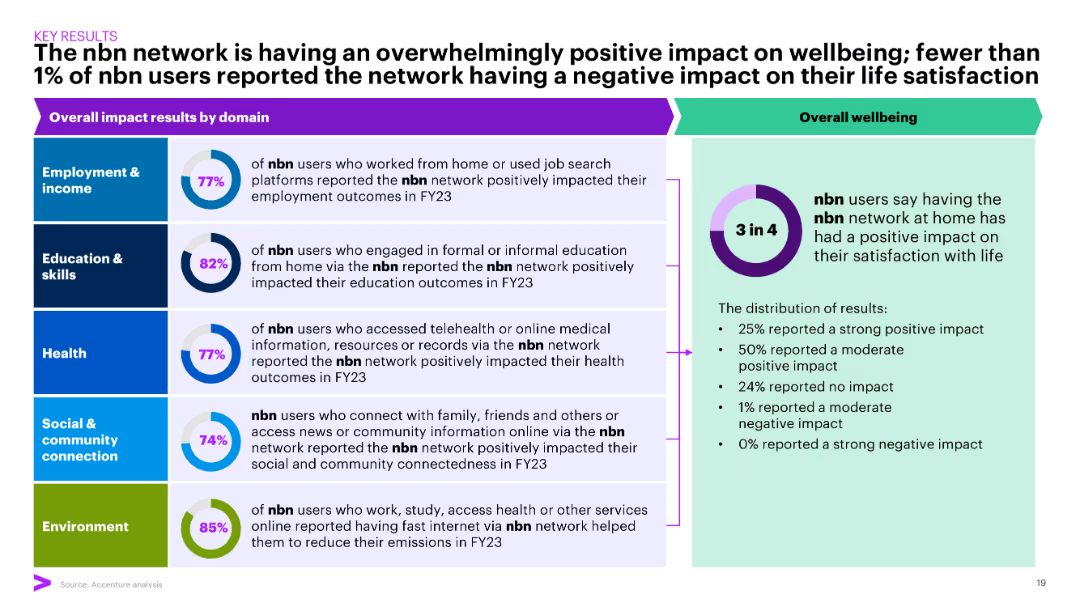 KEY RESULTS
The nbn network is having an overwhelmingly positive impact on wellbeing; fewer than
1% of nbn users reported the network having a negative impact on their life satisfaction
Overall impact results by domain
Employment &
income
77%
of nbn users who worked from home or used job search
platforms reported the nbn network positively impacted their
employment outcomes in FY23
Education &
skills
82%
of nbn users who engaged in formal or informal education
from home via the nbn reported the nbn network positively
impacted their education outcomes in FY23
Health
77%
of nbn users who accessed telehealth or online medical
information, resources or records via the nbn network
reported the nbn network positively impacted their health
outcomes in FY23
Social &
community
connection
74%
nbn users who connect with family, friends and others or
access news or community information online via the nbn
network reported the nbn network positively impacted their
social and community connectedness in FY23
Environment
85%
of nbn users who work, study, access health or other services
online reported having fast internet via nbn network helped
them to reduce their emissions in FY23
Overall wellbeing
3 in 4
nbn users say having the
nbn network at home has
had a positive impact on
their satisfaction with life
The distribution of results:
• 25% reported a strong positive impact
• 50% reported a moderate
positive impact
• 24% reported no impact
• 1% reported a moderate
negative impact
• 0% reported a strong negative impact
Source: Accenture analysis
19